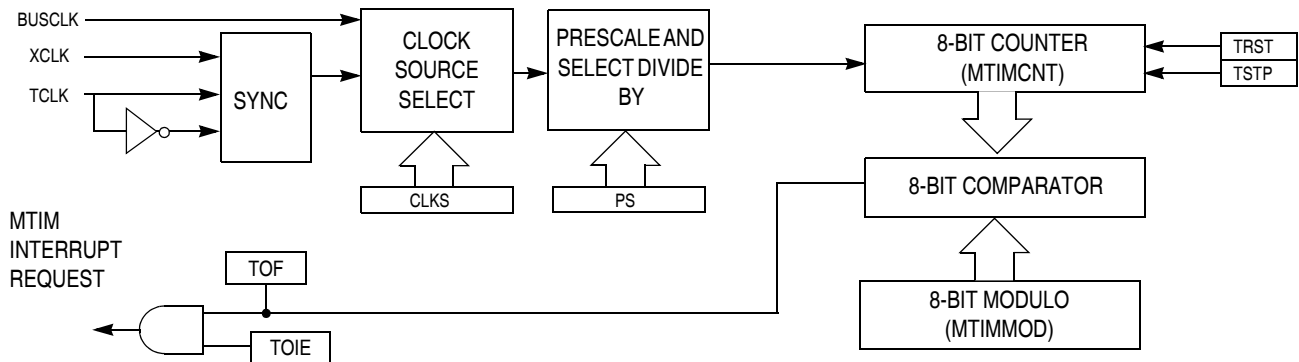 BUSCLK
XCLK
TCLK
SYNC
CLOCK
SOURCE
SELECT
PRESCALE AND
SELECT DIVIDE
BY
8-BIT COUNTER
(MTIMCNT)
TRST
TSTP
CLKS
PS
8-BIT COMPARATOR
MTIM
INTERRUPT
REQUEST
TOF
TOIE
8-BIT MODULO
(MTIMMOD)